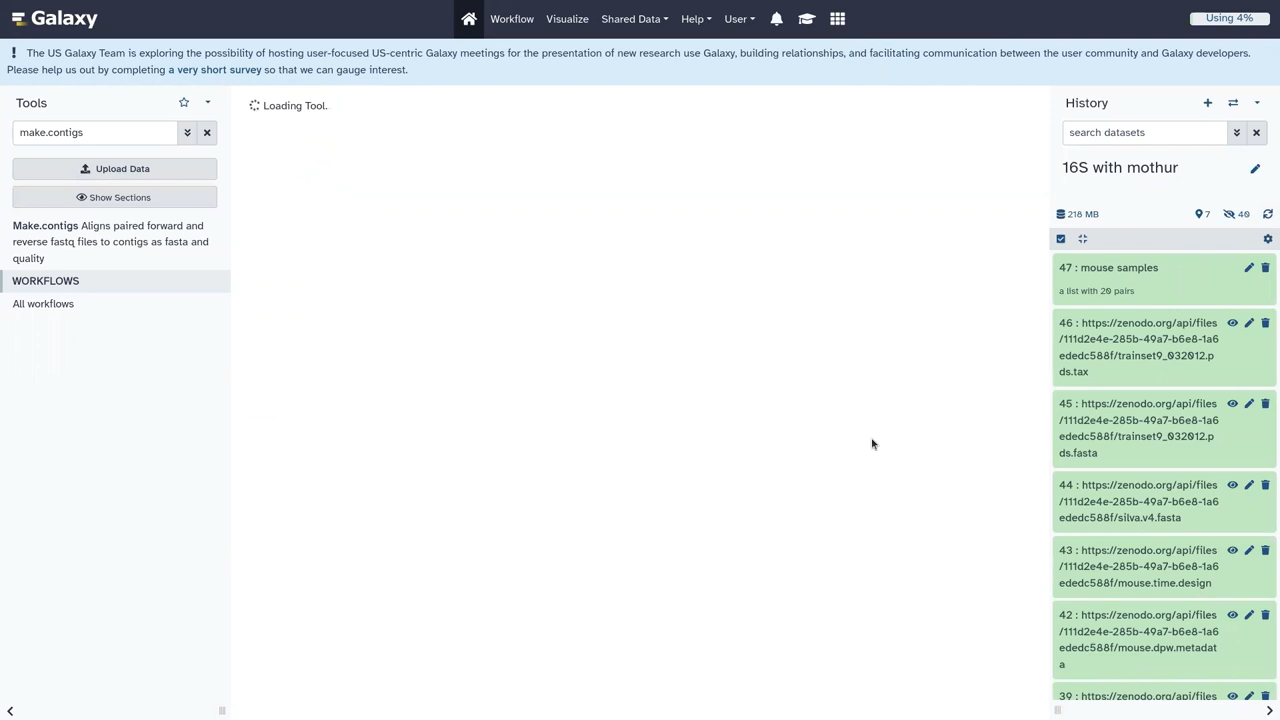 Galaxy
Workflow Visualize Shared Data Help User
Using 4%
! The US Galaxy Team is exploring the possibility of hosting user-focused US-centric Galaxy meetings for the presentation of new research use Galaxy, building relationships, and facilitating communication between the user community and Galaxy developers.
Please help us out by completing a very short survey so that we can gauge interest.
Tools
make.contigs
Upload Data
Show Sections
Make.contigs Aligns paired forward and
reverse fastq files to contigs as fasta and
quality
WORKFLOWS
All workflows
Loading Tool.
History
search datasets
16S with mothur
218 MB 7 40
47 : mouse samples
a list with 20 pairs
46 : https://zenodo.org/api/files
/111d2e4e-285b-49a7-b6e8-1a6
ededc588f/trainset9_032012.p
ds.tax
45 : https://zenodo.org/api/files
/111d2e4e-285b-49a7-b6e8-1a6
ededc588f/trainset9_032012.p
ds.fasta
44 : https://zenodo.org/api/files
/111d2e4e-285b-49a7-b6e8-1a6
ededc588f/silva.v4.fasta
43 : https://zenodo.org/api/files
/111d2e4e-285b-49a7-b6e8-1a6
ededc588f/mouse.time.design
42 : https://zenodo.org/api/files
/111d2e4e-285b-49a7-b6e8-1a6
ededc588f/mouse.dpw.metadat
a
39 : https://zenodo.org/api/files